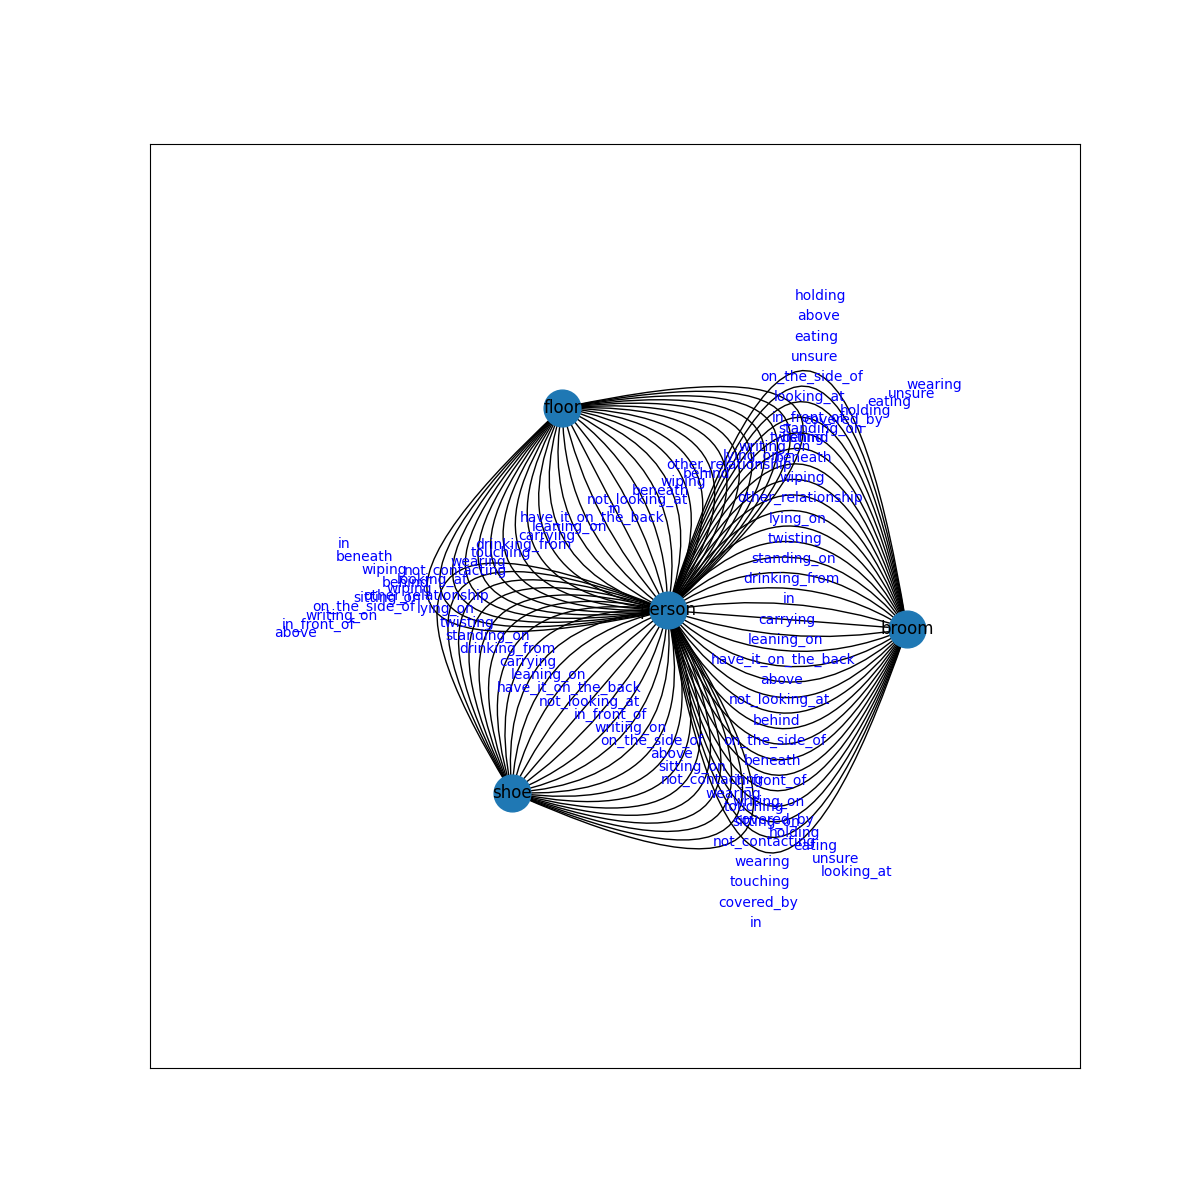 holding
above
eating
unsure
on_the_side_of
wearing
looking_at
unsure
eating
holding
floor
in_front_of
covered_by
standing_on
twisting
writing_on
lying_on
beneath
other_relationship
behind
wiping
wiping
beneath
not_looking_at
other_relationship
in
have_it_on_the_back
lying_on
leaning_on
carrying
twisting
in
drinking_from
touching
beneath
standing_on
wearing
wiping
not_contacting
looking_at
drinking_from
behind
wiping
sitting_on
other_relationship
in
on_the_side_of
lying_on
person
writing_on
carrying
in_front_of
twisting
broom
above
standing_on
leaning_on
drinking_from
carrying
have_it_on_the_back
leaning_on
above
have_it_on_the_back
not_looking_at
not_looking_at
in_front_of
behind
writing_on
on_the_side_of
on_the_side_of
above
beneath
sitting_on
not_contacting
in_front_of
shoe
wearing
writing_on
touching
covered_by
sitting_on
holding
not_contacting
eating
unsure
wearing
looking_at
touching
covered_by
in